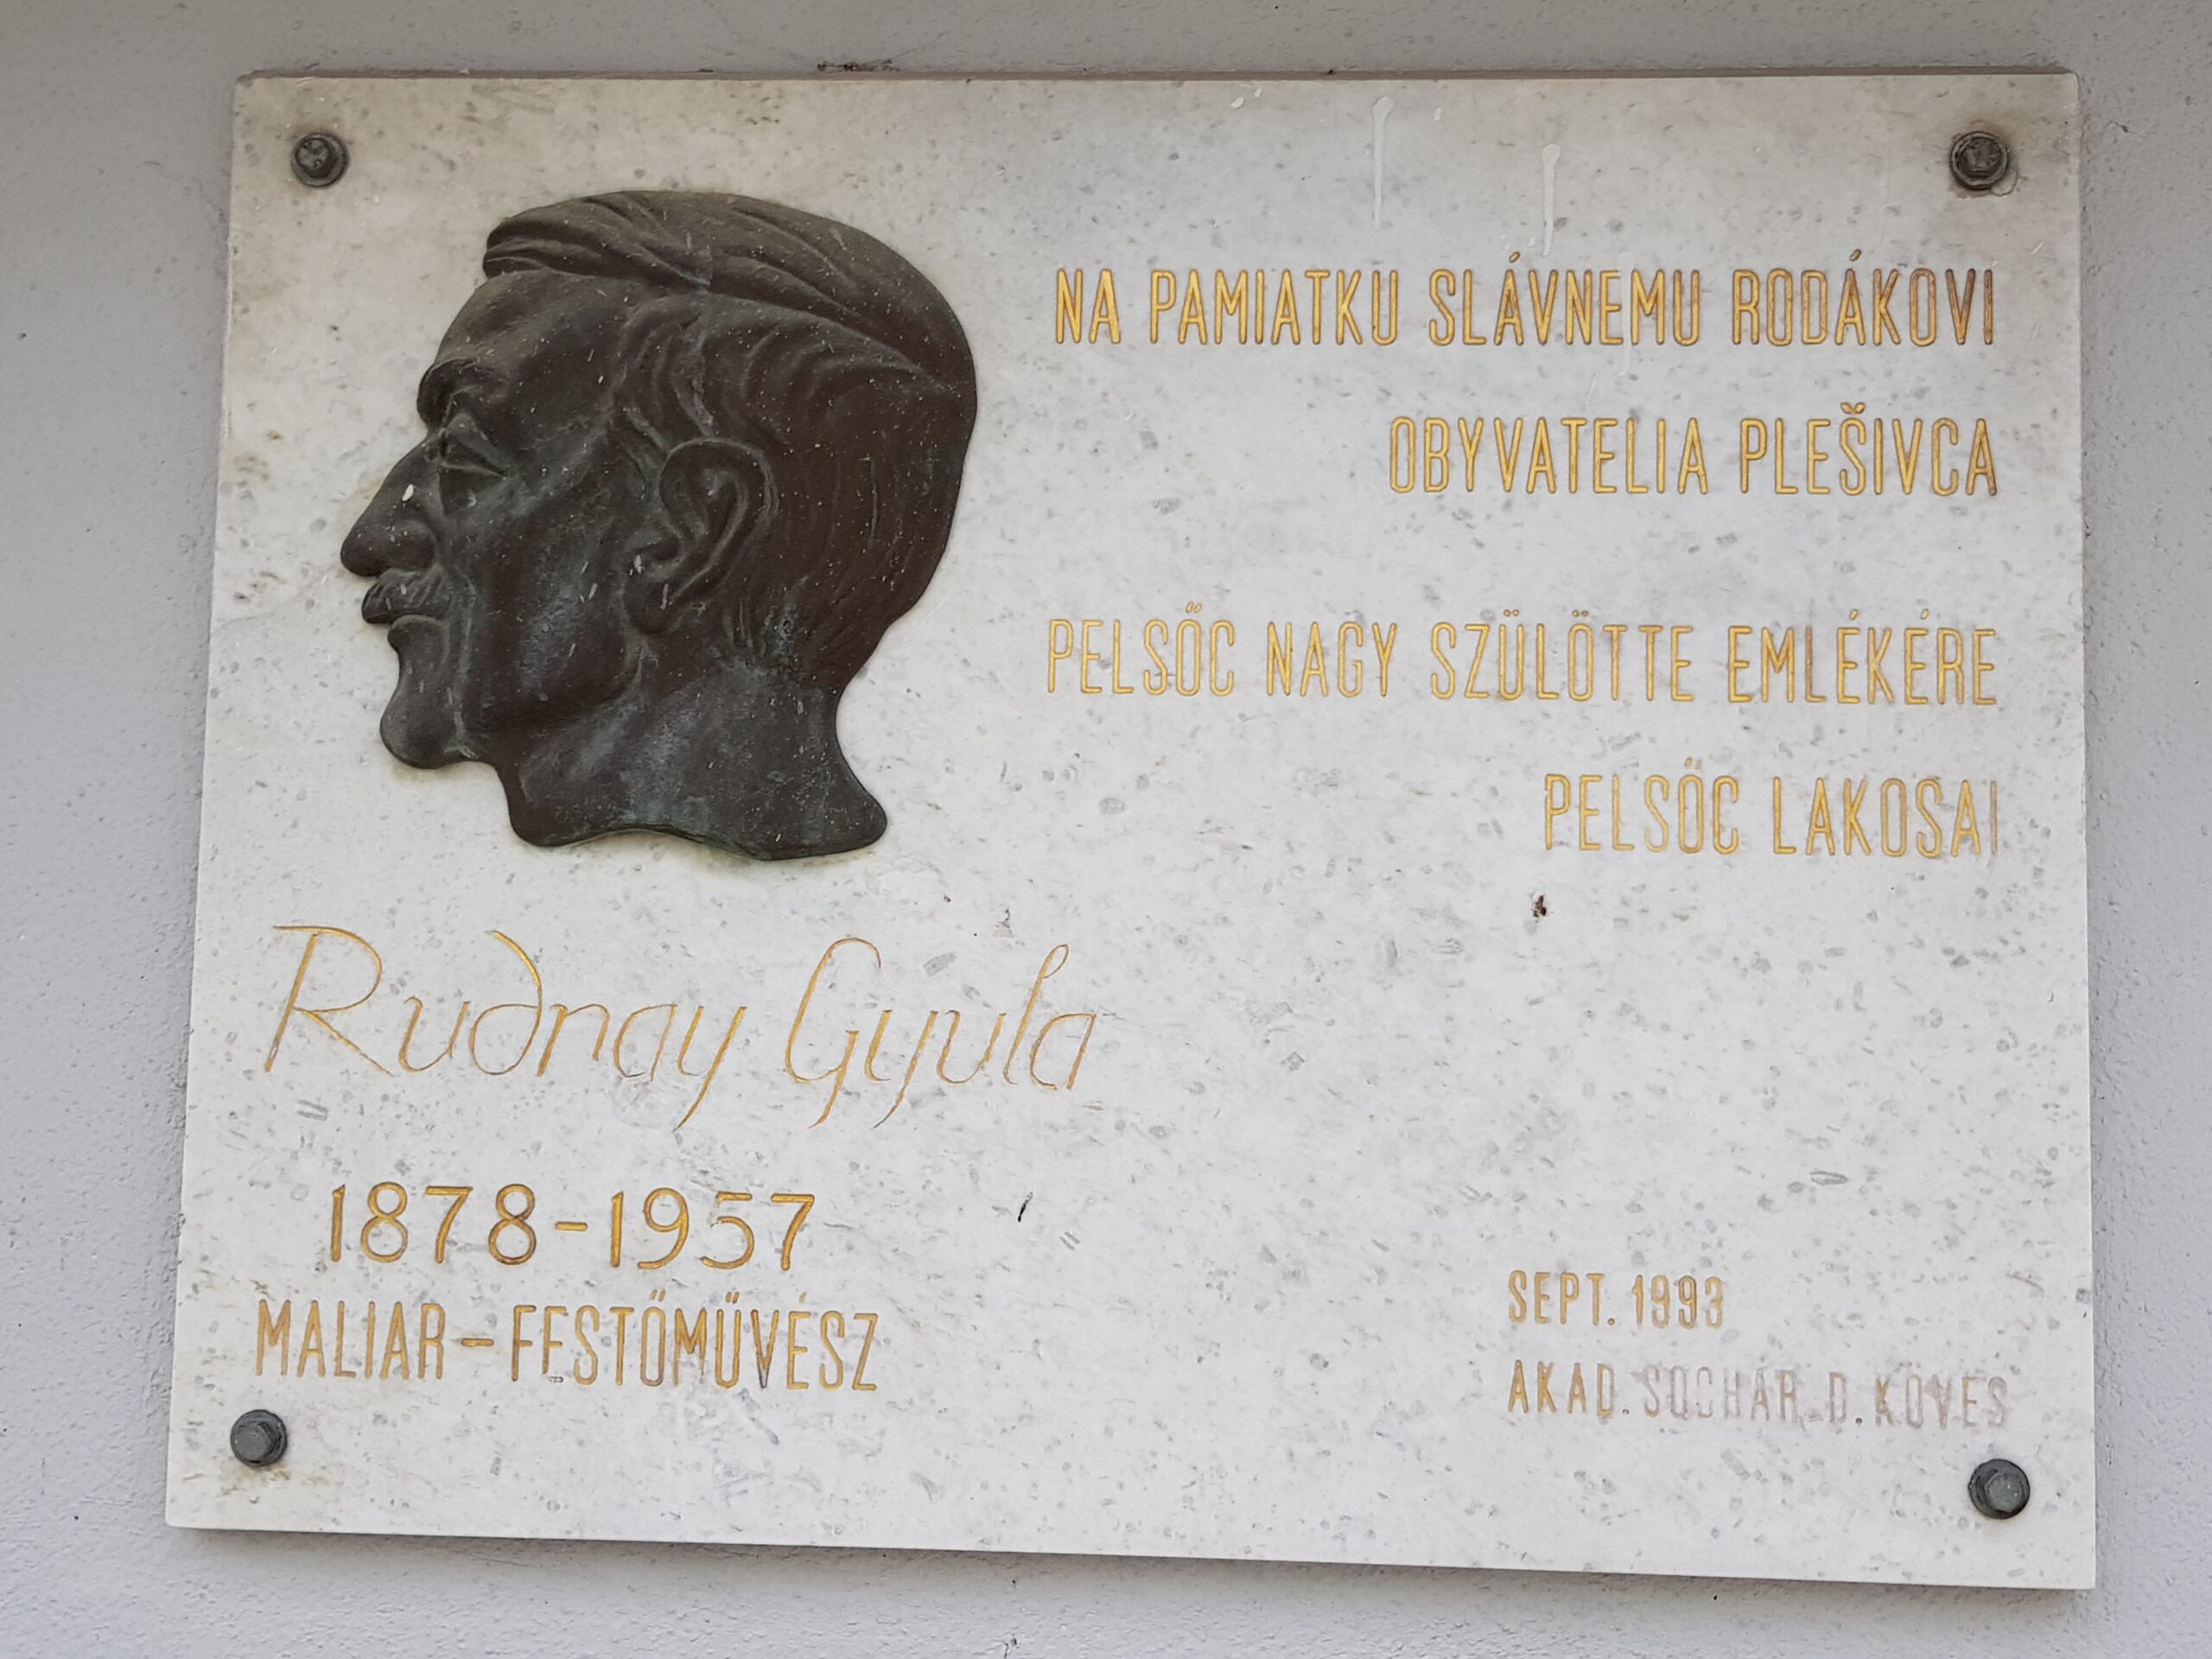 NA PAMIATKU SLÁVNEMU RODÁKOVI
OBYVATELIA PLEŠIVCA
PELSŐC NAGY SZÜLÖTTE EMLÉKÉRE
PELSŐC LAKOSAI
Rudnay Gyula
1878-1957
MALIAR-FESTŐMŰVÉSZ
SEPT. 1993
AKAD. SOCHÁR D. KÖVES